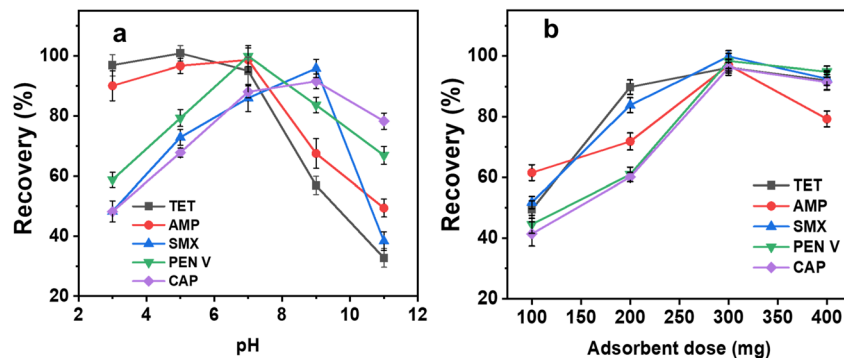 a
Recovery (%)
100
80
60
40
20
TET
AMP
SMX
PEN V
CAP
2 4 6 8 10 12
pH
b
Recovery (%)
100
80
60
40
20
TET
AMP
SMX
PEN V
CAP
100 150 200 250 300 350 400
Adsorbent dose (mg)